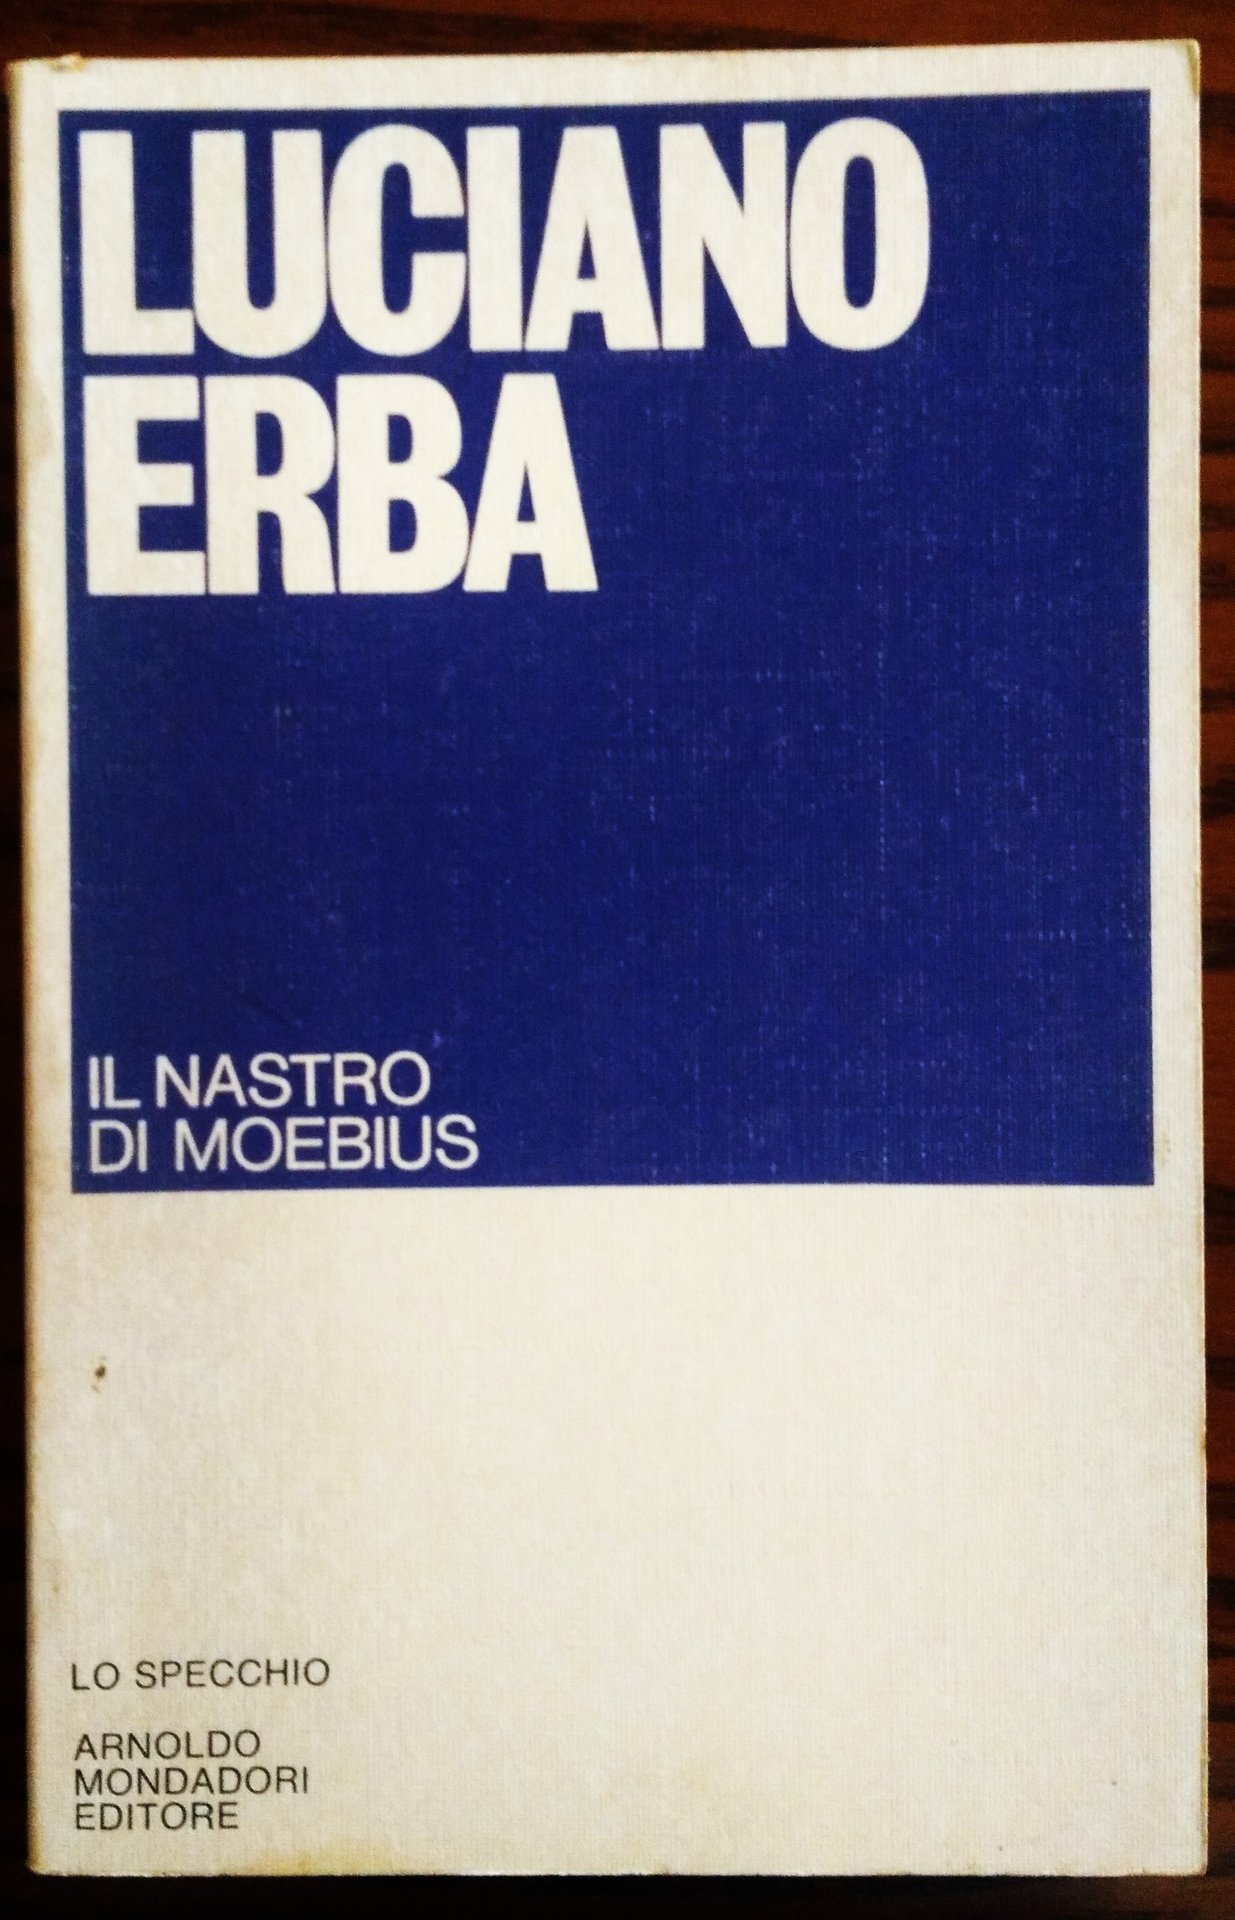 LUCIANO
ERBA
IL NASTRO
DI MOEBIUS
LO SPECCHIO
ARNOLDO
MONDADORI
EDITORE